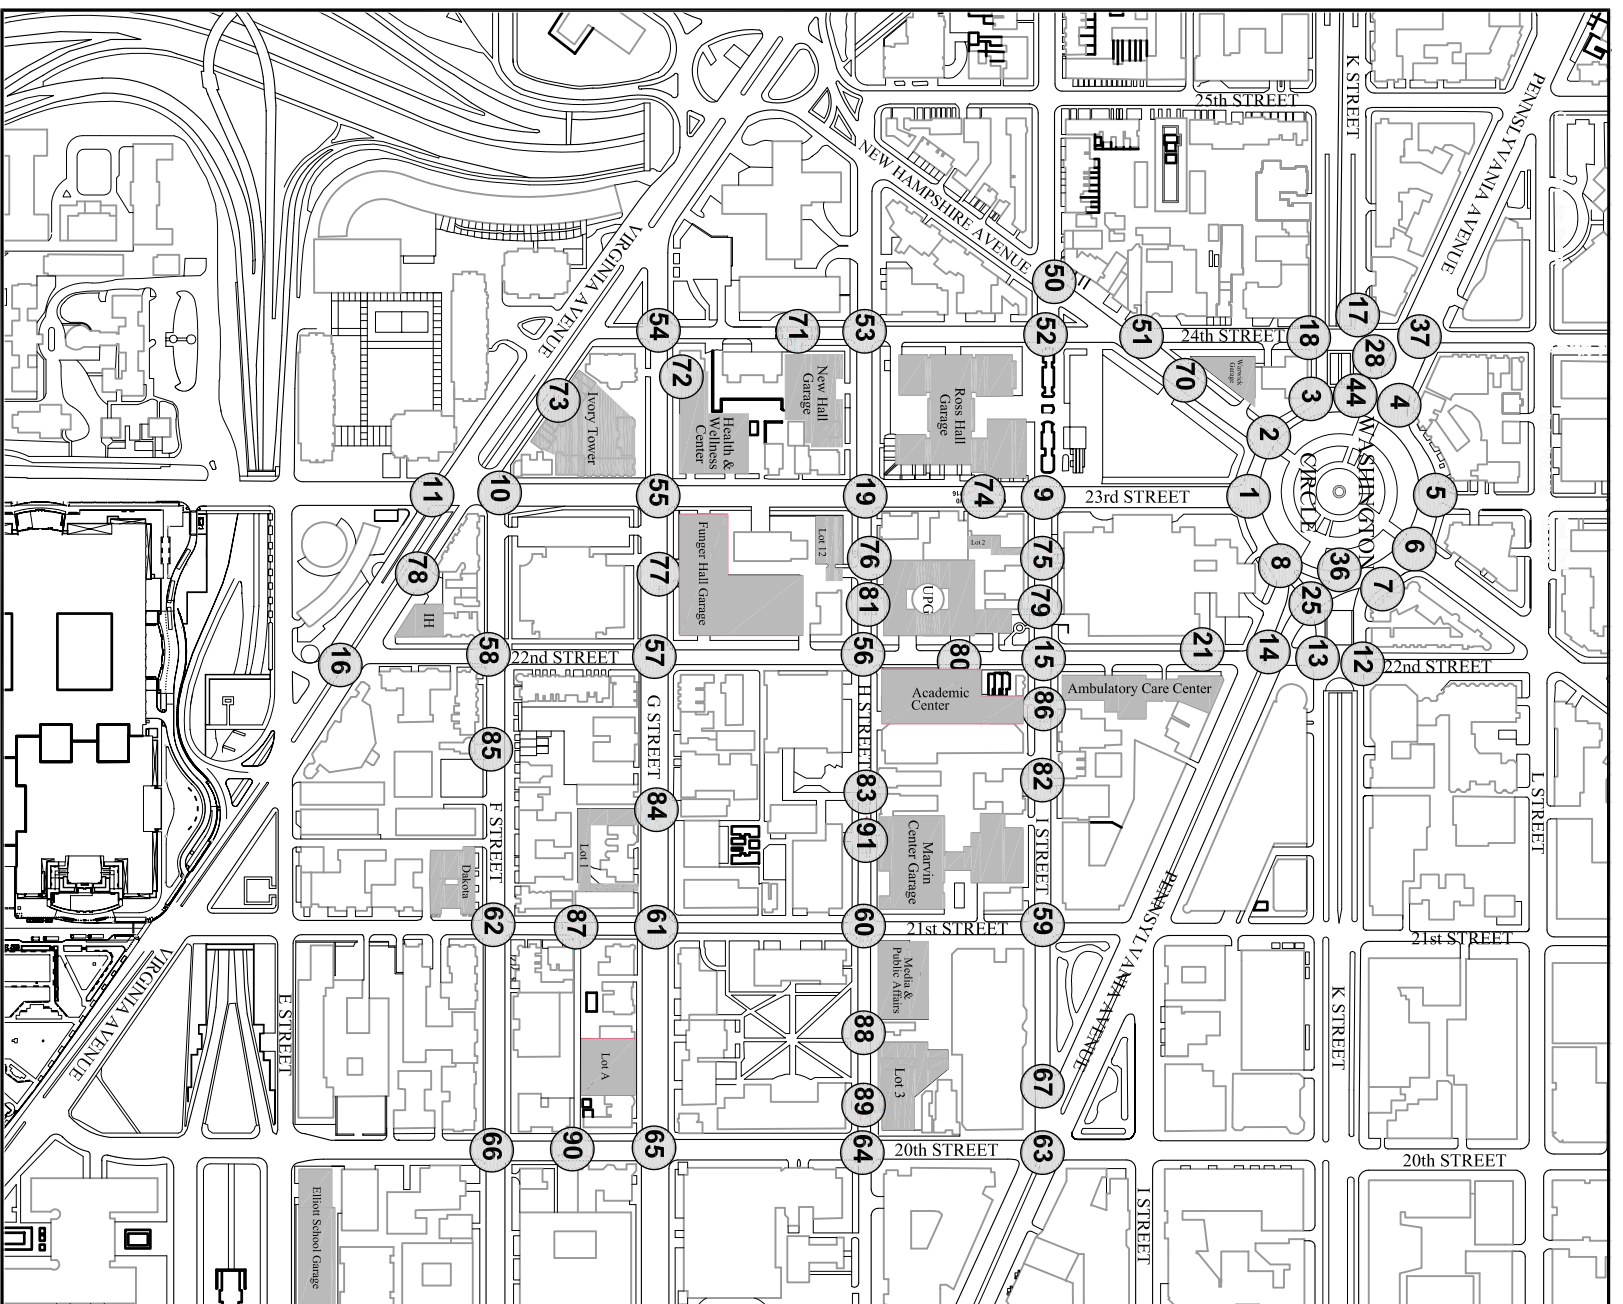 25th STREET
K STREET
PENNSLYVANIA AVENUE
NEW HAMPSHIRE AVENUE
VIRGINIA AVENUE
50
17
54
71
53
52
51
24th STREET
18
37
28
72
New Hall
Garage
70
Warwick
Garage
73
Ivory Tower
Health &
Wellness
Center
Ross Hall
Garage
3
44
4
2
WASHINGTON
CIRCLE
11
10
55
19
74
9
23rd STREET
1
5
Funger Hall Garage
Lot 12
Lot 2
6
78
77
76
75
8
36
7
IH
81
UPG
79
25
16
58
22nd STREET
57
56
80
15
21
14
13
12
22nd STREET
G STREET
H STREET
Academic
Center
86
Ambulatory Care Center
85
83
82
84
91
F STREET
Lot 1
Dakota
Marvin
Center Garage
I STREET
L STREET
62
87
61
60
21st STREET
59
PENNSYLVANIA AVENUE
21st STREET
VIRGINIA AVENUE
E STREET
Media &
Public Affairs
K STREET
88
Lot A
Lot 3
67
89
66
90
65
64
20th STREET
63
20th STREET
Elliott School Garage
I STREET